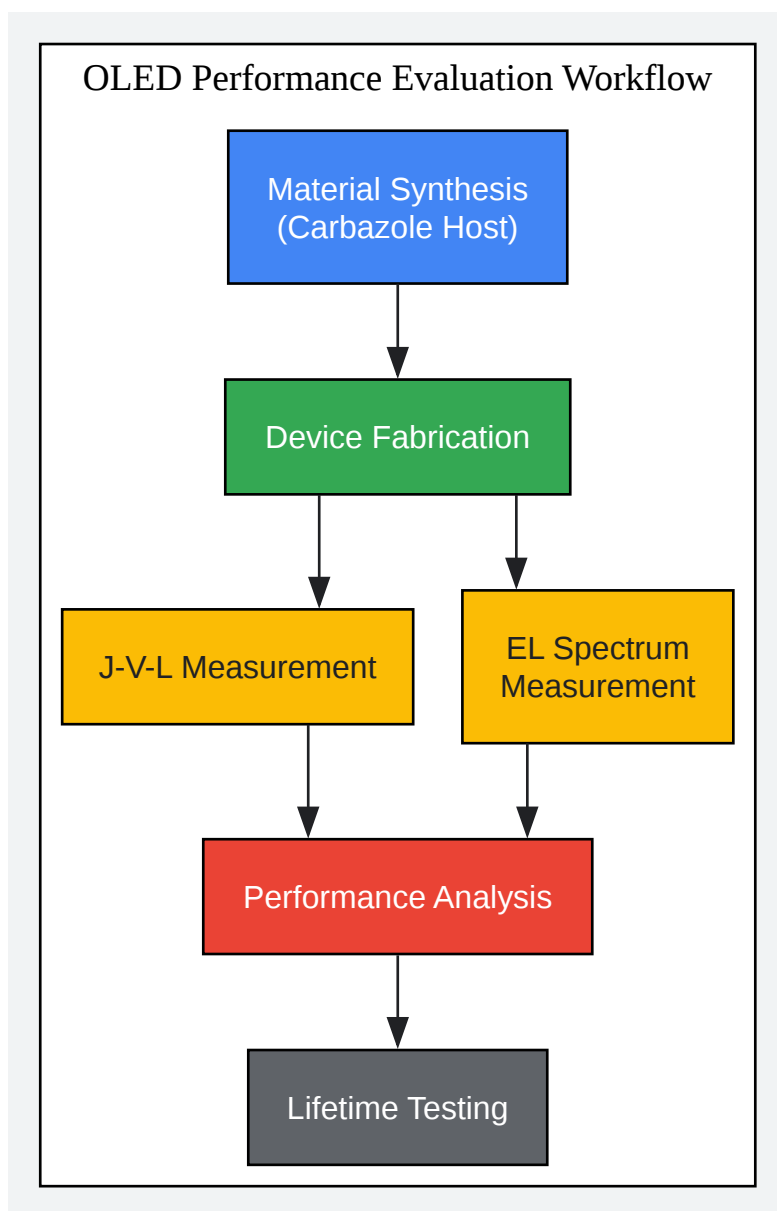 OLED Performance Evaluation Workflow
Material Synthesis
(Carbazole Host)
Device Fabrication
J-V-L Measurement
EL Spectrum
Measurement
Performance Analysis
Lifetime Testing